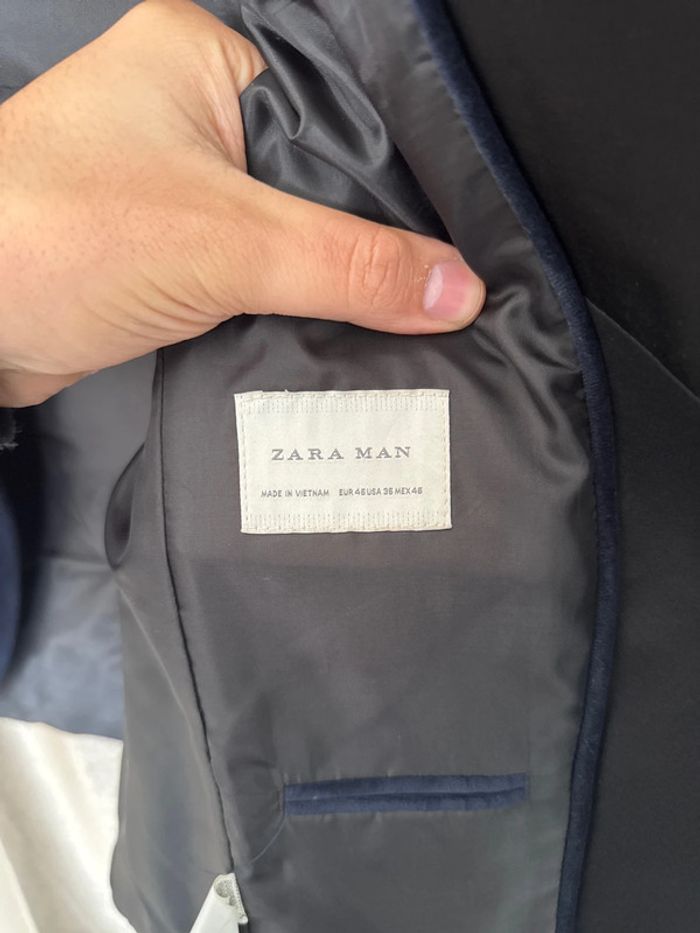 ZARA MAN
MADE IN VIETNAM EUR 46 USA 36 MEX 46